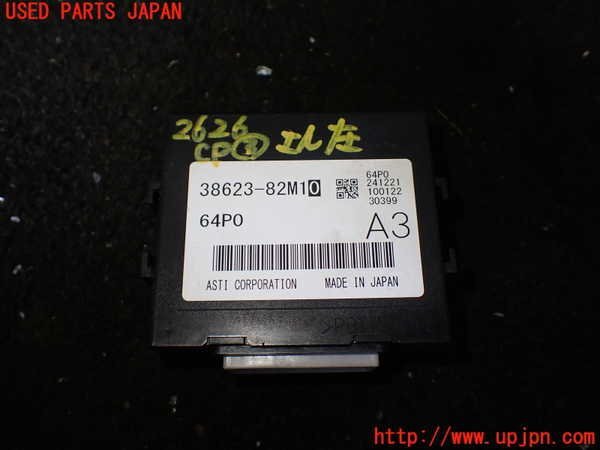 USED PARTS JAPAN
2626
CP③ エル左
38623-82M10
64P0
64P0
241221
100122
30399
A3
ASTI CORPORATION MADE IN JAPAN
http://www.upjpn.com/